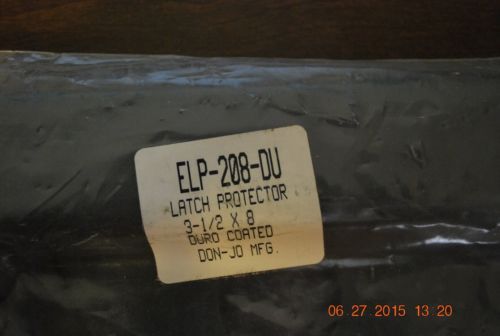 ELP-208-DU
LATCH PROTECTOR
3-1/2 X 8
DURO COATED
DON-JO MFG.
06.27.2015 13:20